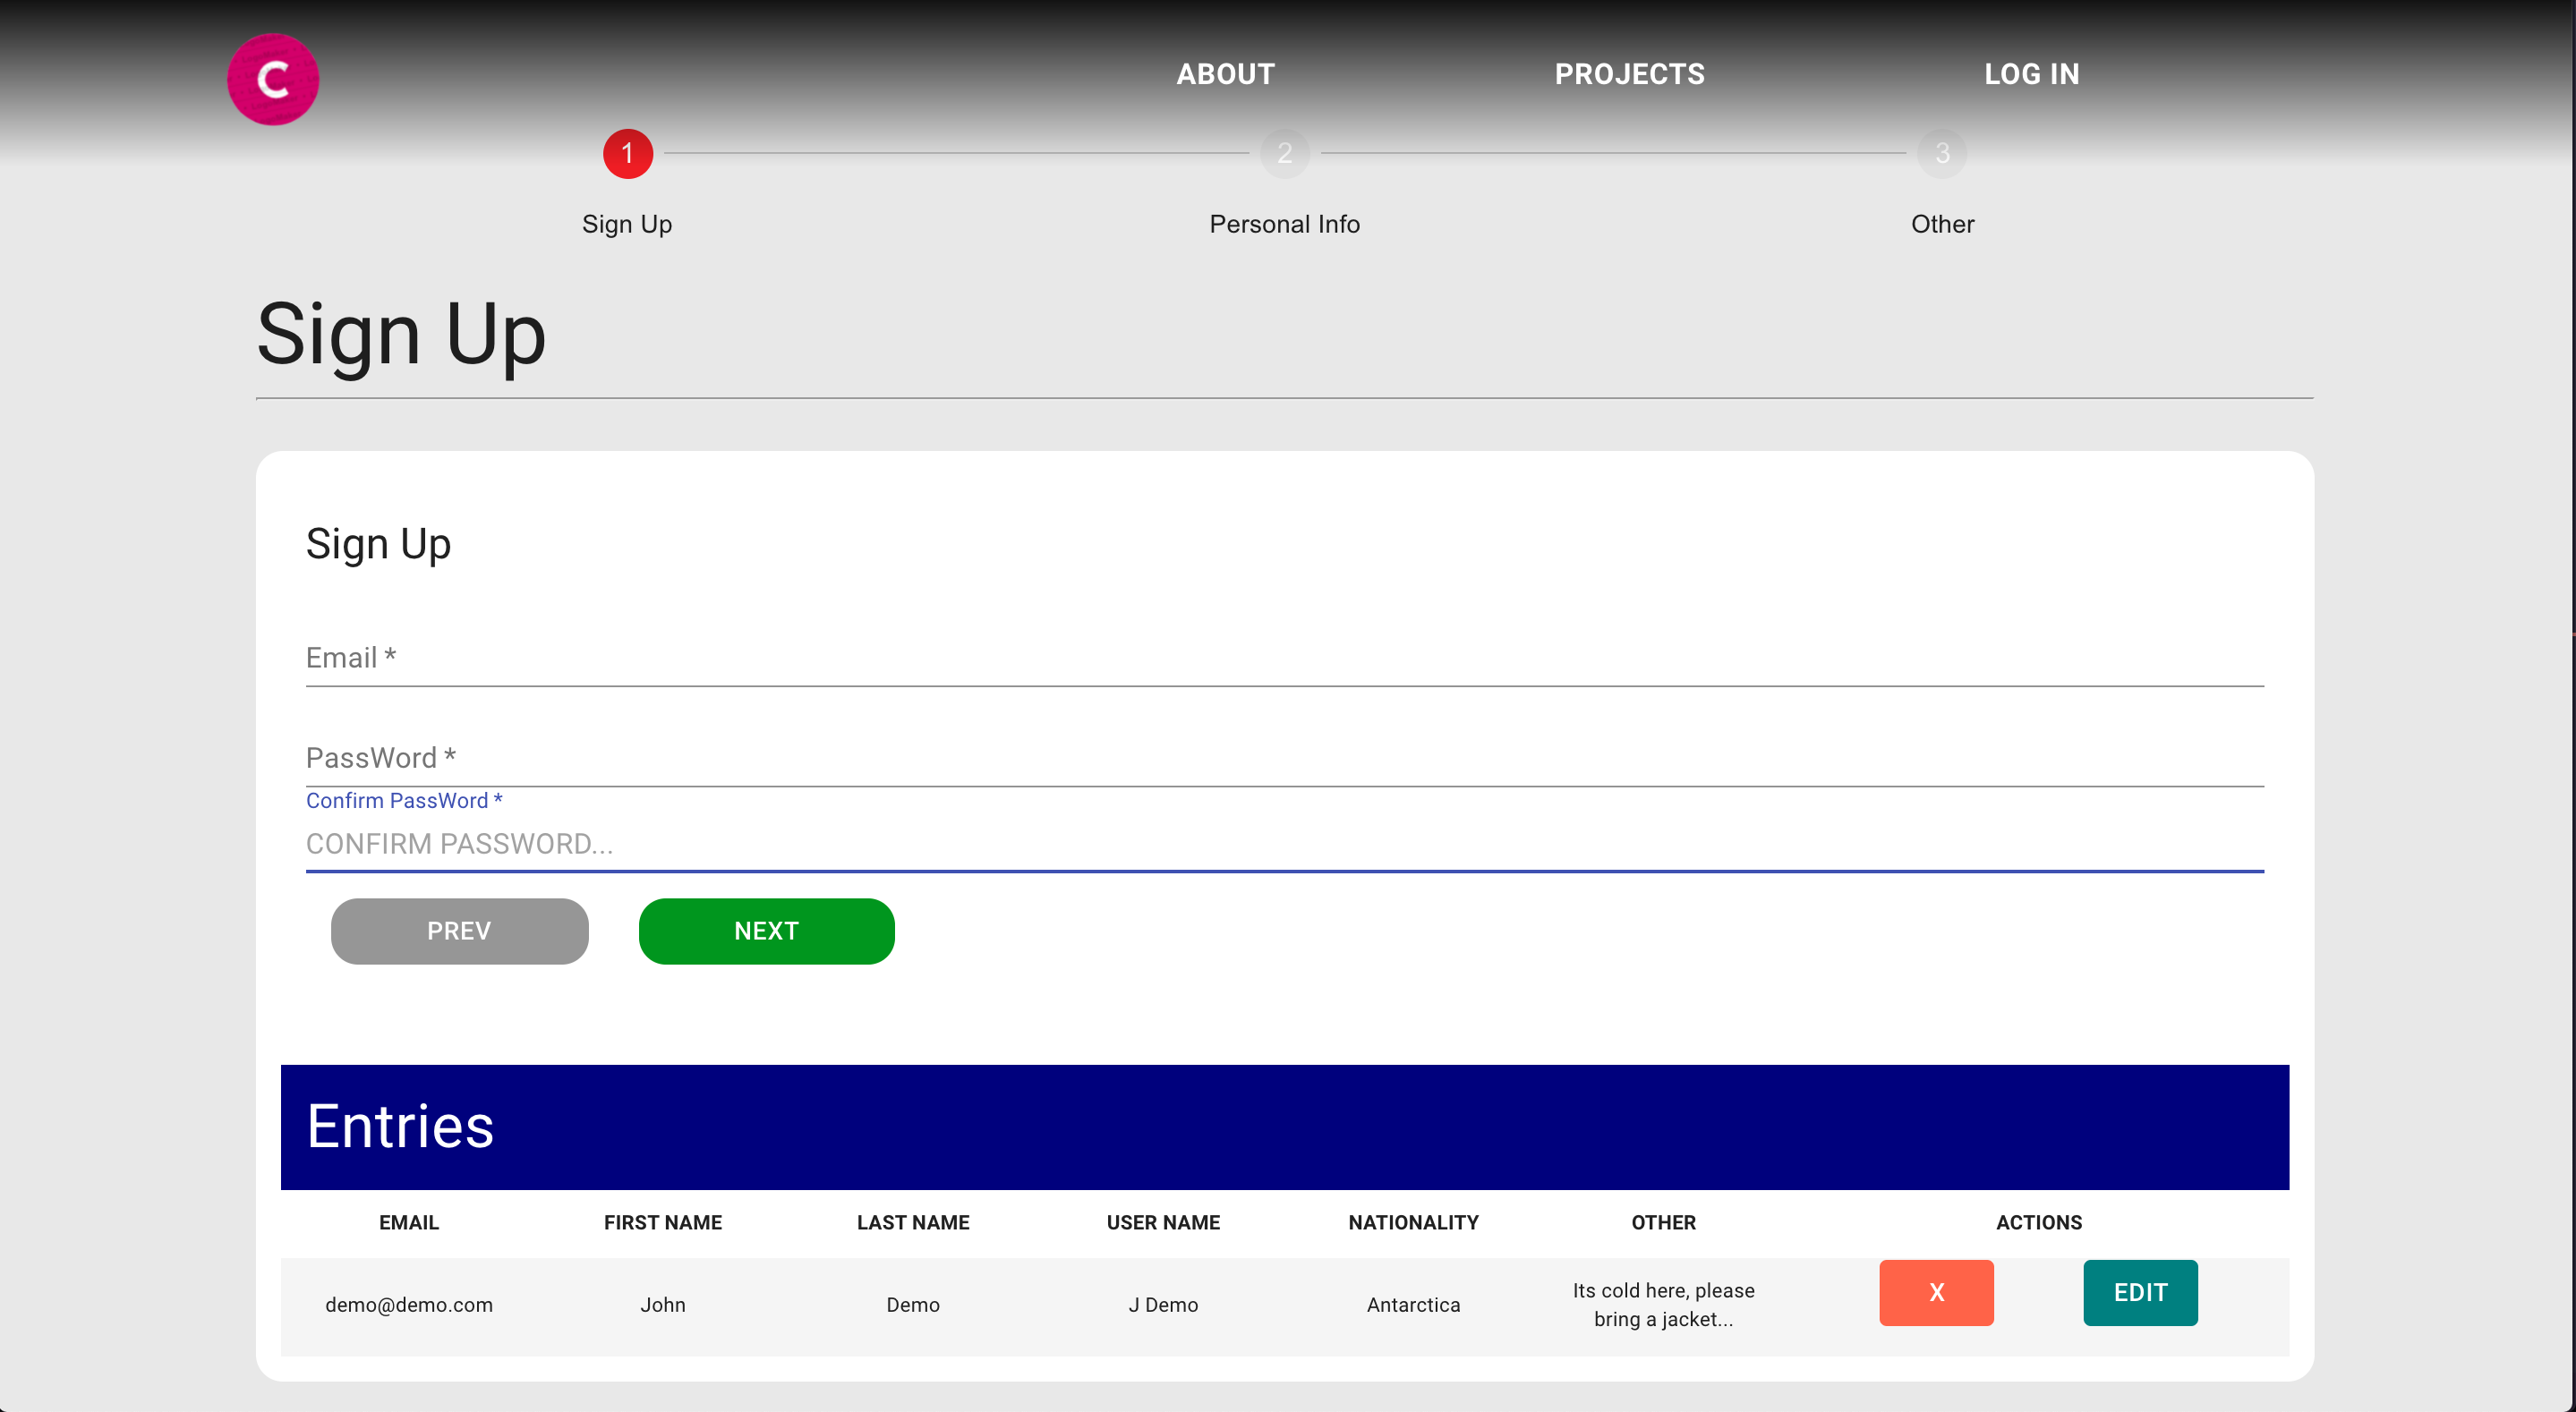 C
ABOUT PROJECTS LOG IN
1 2 3
Sign Up Personal Info Other
Sign Up
Sign Up
Email *
PassWord *
Confirm PassWord *
CONFIRM PASSWORD...
PREV NEXT
Entries
EMAIL FIRST NAME LAST NAME USER NAME NATIONALITY OTHER ACTIONS
demo@demo.com John Demo J Demo Antarctica Its cold here, please X EDIT
bring a jacket...